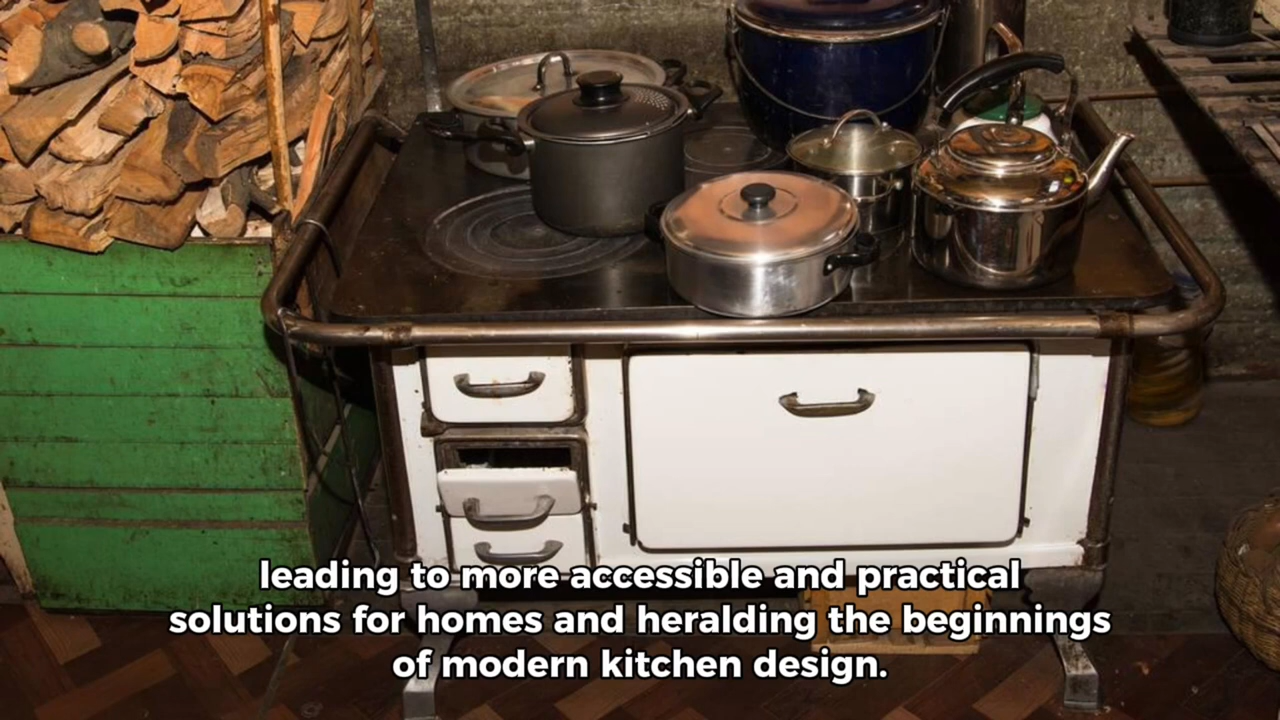 leading to more accessible and practical
solutions for homes and heralding the beginnings
of modern kitchen design.